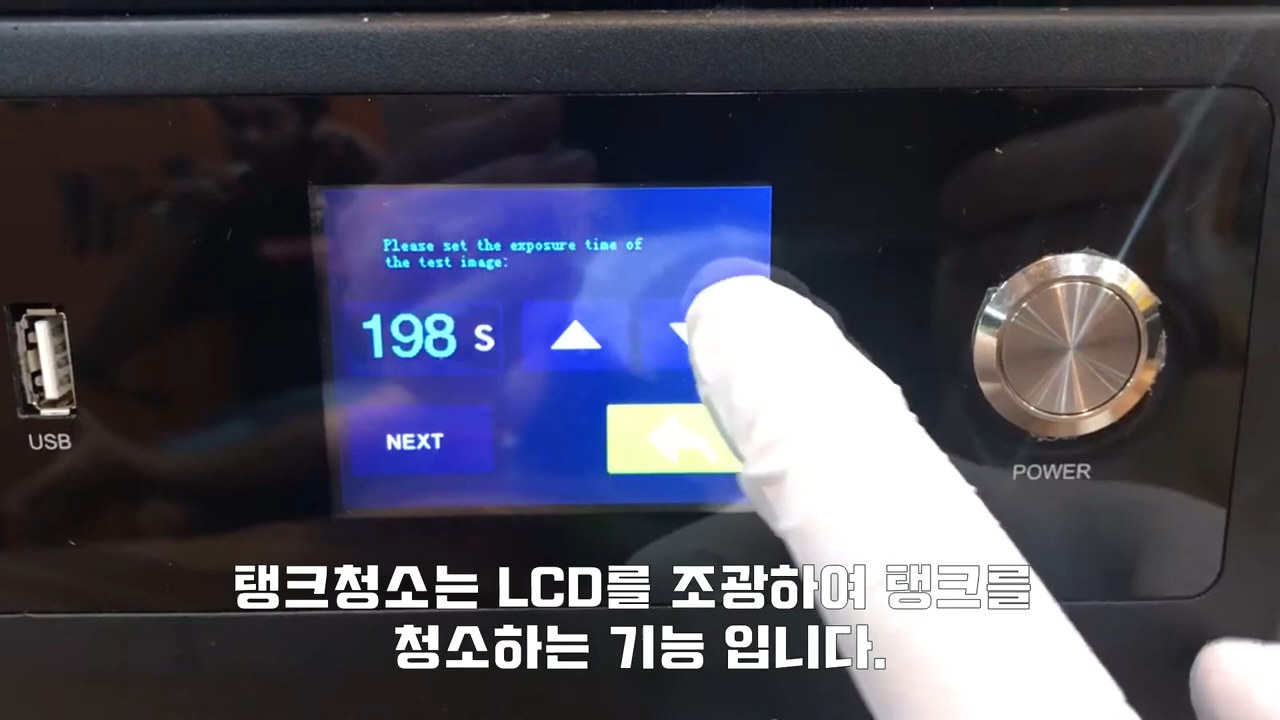 Please set the exposure time of
the test image:
198 S
NEXT
USB
POWER
탱크청소는 LCD를 조광하여 탱크를
청소하는 기능 입니다.